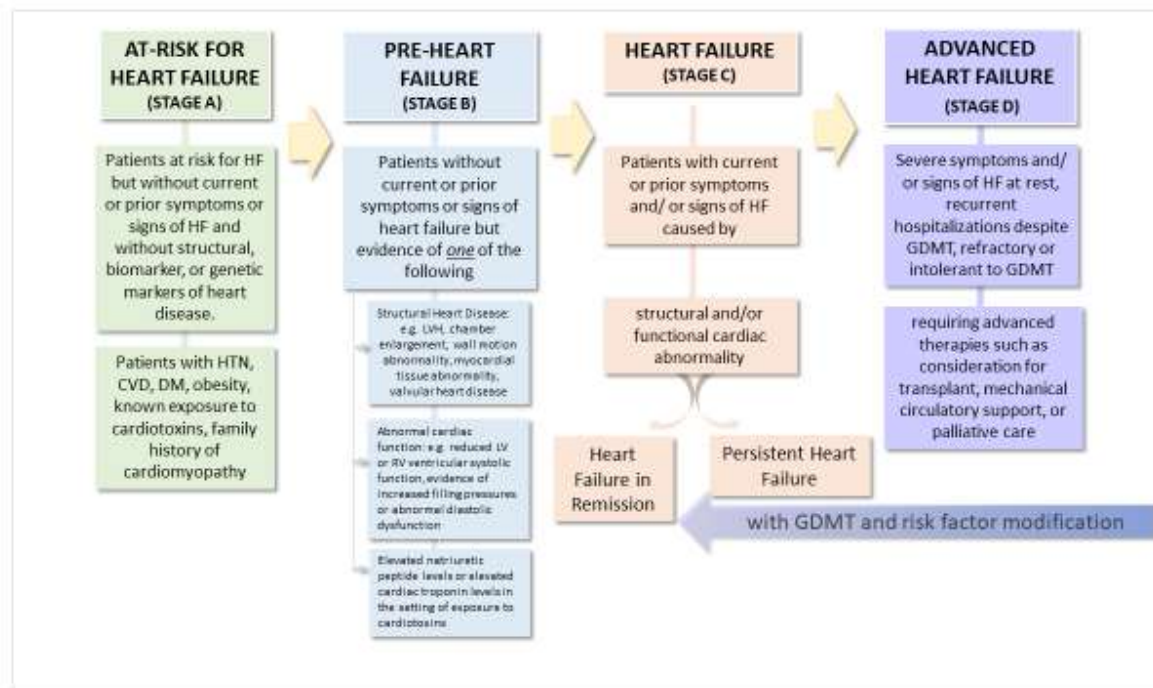 AT-RISK FOR
HEART FAILURE
(STAGE A)
Patients at risk for HF
but without current
or prior symptoms or
signs of HF and
without structural,
biomarker, or genetic
markers of heart
disease.
Patients with HTN,
CVD, DM, obesity,
known exposure to
cardiotoxins, family
history of
cardiomyopathy
PRE-HEART
FAILURE
(STAGE B)
Patients without
current or prior
symptoms or signs of
heart failure but
evidence of one of the
following
Structural Heart Disease:
e.g. LVH, chamber
enlargement, wall motion
abnormality, myocardial
tissue abnormality,
valvular heart disease
Abnormal cardiac
function: e.g. reduced LV
or RV ventricular systolic
function, evidence of
increased filling pressures
or abnormal diastolic
dysfunction
Elevated natriuretic
peptide levels or elevated
cardiac troponin levels in
the setting of exposure to
cardiotoxins
HEART FAILURE
(STAGE C)
Patients with current
or prior symptoms
and/ or signs of HF
caused by
structural and/or
functional cardiac
abnormality
Heart
Failure in
Remission
Persistent Heart
Failure
ADVANCED
HEART FAILURE
(STAGE D)
Severe symptoms and/
or signs of HF at rest,
recurrent
hospitalizations despite
GDMT, refractory or
intolerant to GDMT
requiring advanced
therapies such as
consideration for
transplant, mechanical
circulatory support, or
palliative care
with GDMT and risk factor modification